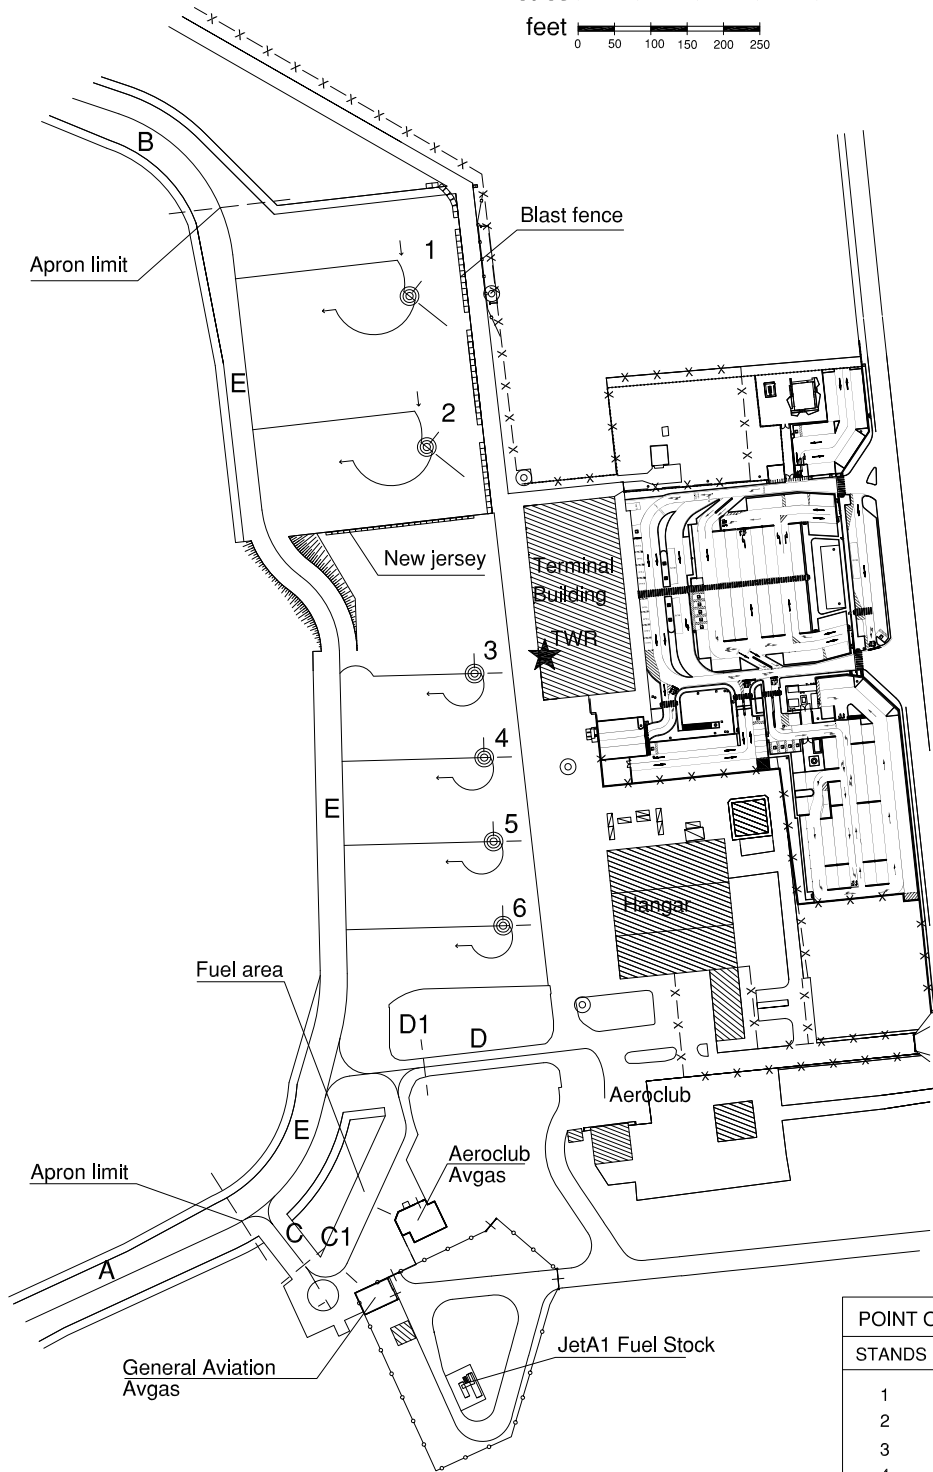 feet
0 50 100 150 200 250
B
Blast fence
1
Apron limit
E
2
New jersey
Terminal
Building
TWR
3
4
E
5
6
Hangar
Fuel area
D1
D
Aeroclub
E
Aeroclub
Avgas
Apron limit
C
C1
A
POINT
JetA1 Fuel Stock
STANDS
General Aviation
Avgas
1
2
3